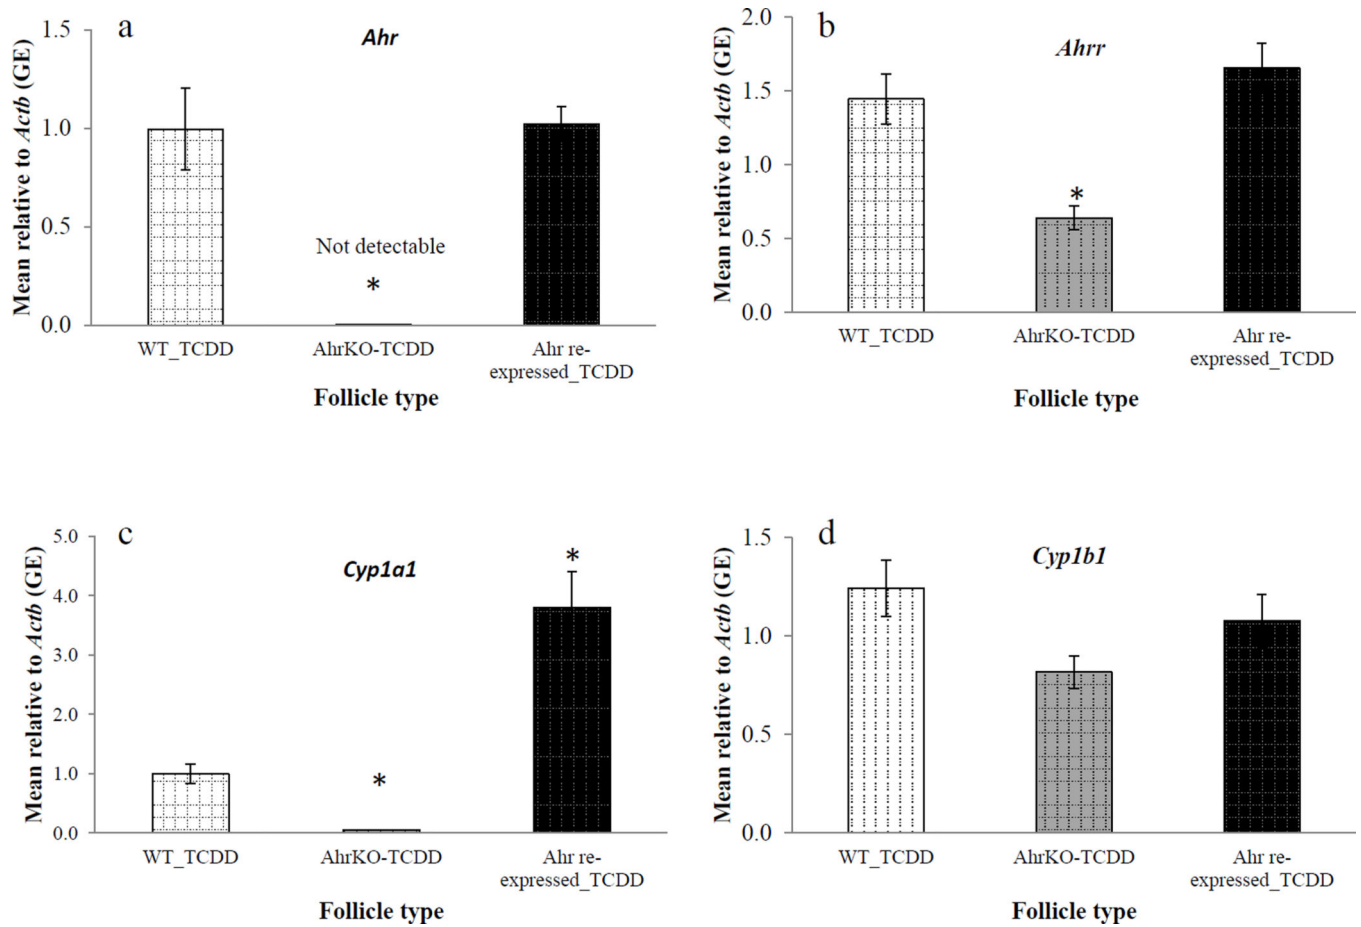 a
Ahr
Mean relative to Actb (GE)
1.5
1.0
0.5
0.0
Not detectable
*
WT_TCDD
AhrKO-TCDD
Ahr re-
expressed_TCDD
Follicle type
b
Ahrr
Mean relative to Actb (GE)
2.0
1.5
1.0
0.5
0.0
*
WT_TCDD
AhrKO-TCDD
Ahr re-
expressed_TCDD
Follicle type
c
Cyp1a1
Mean relative to Actb (GE)
5.0
4.0
3.0
2.0
1.0
0.0
*
*
WT_TCDD
AhrKO-TCDD
Ahr re-
expressed_TCDD
Follicle type
d
Cyp1b1
Mean relative to Actb (GE)
1.5
1.0
0.5
0.0
WT_TCDD
AhrKO-TCDD
Ahr re-
expressed_TCDD
Follicle type